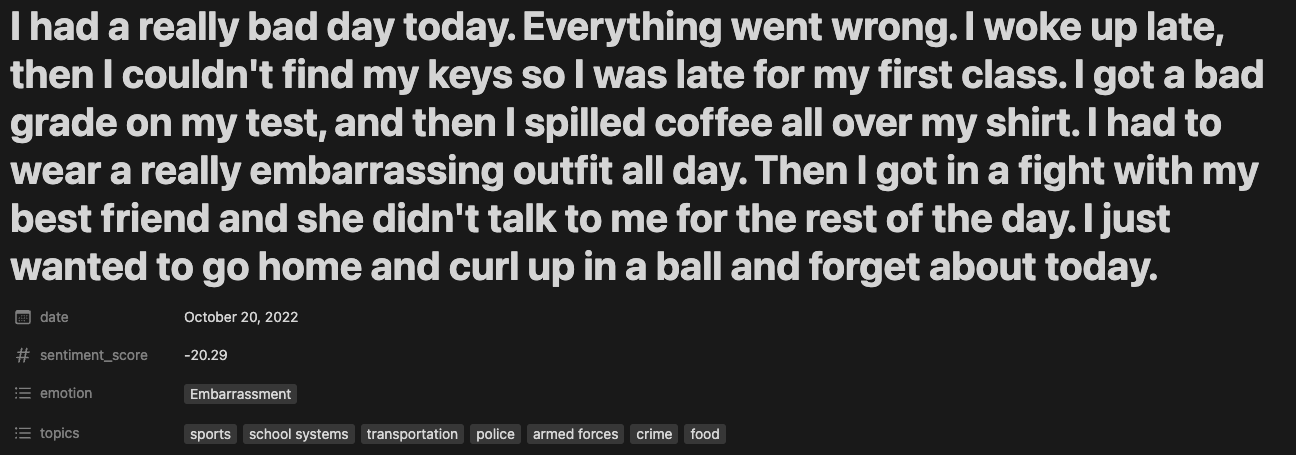 I had a really bad day today. Everything went wrong. I woke up late,
then I couldn't find my keys so I was late for my first class. I got a bad
grade on my test, and then I spilled coffee all over my shirt. I had to
wear a really embarrassing outfit all day. Then I got in a fight with my
best friend and she didn't talk to me for the rest of the day. I just
wanted to go home and curl up in a ball and forget about today.
date October 20, 2022
# sentiment_score -20.29
emotion Embarrassment
topics sports school systems transportation police armed forces crime food